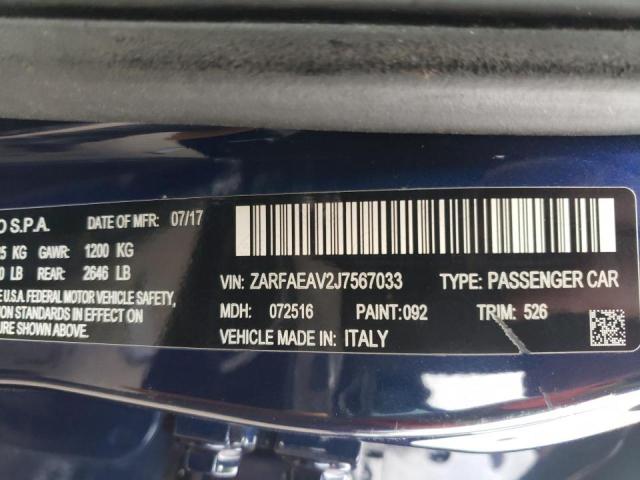 S.P.A. DATE OF MFR: 07/17
KG GAWR: 1200 KG
LB REAR: 2646 LB
U.S.A. FEDERAL MOTOR VEHICLE SAFETY,
ON STANDARDS IN EFFECT ON
URE SHOWN ABOVE.
VIN: ZARFAEAV2J7567033 TYPE: PASSENGER CAR
MDH: 072516 PAINT:092 TRIM: 526
VEHICLE MADE IN: ITALY